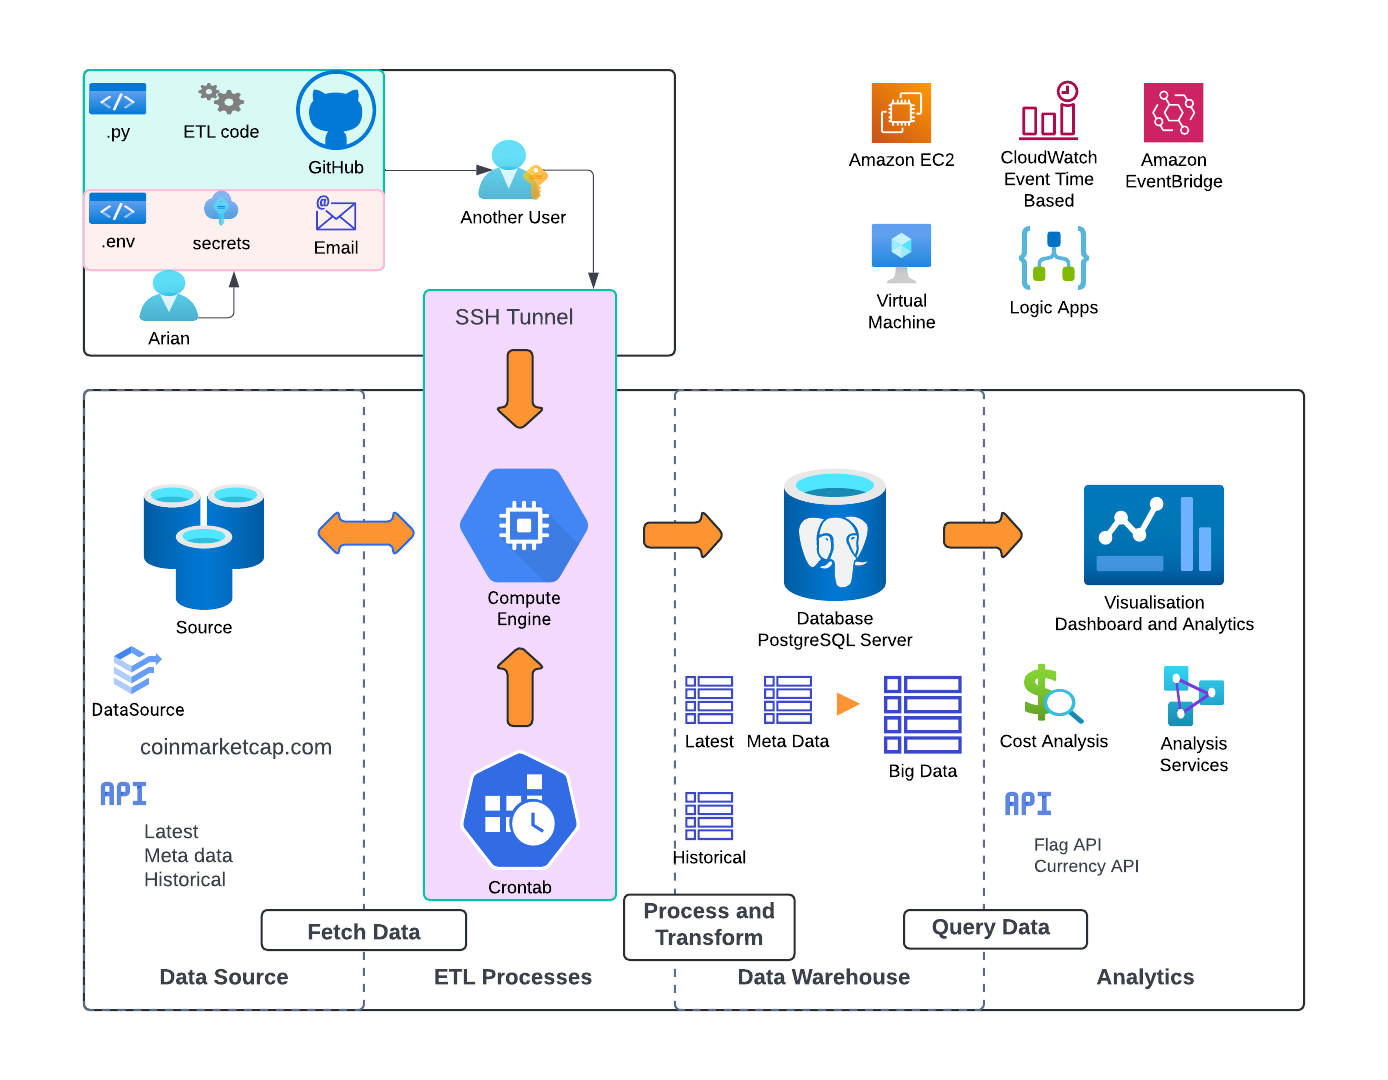 .py
ETL code
GitHub
.env
secrets
Email
Arian
Another User
Amazon EC2
CloudWatch
Event Time
Based
Amazon
EventBridge
Virtual
Machine
Logic Apps
SSH Tunnel
Compute
Engine
Crontab
Source
DataSource
coinmarketcap.com
API
Latest
Meta data
Historical
Database
PostgreSQL Server
Latest
Meta Data
Big Data
Historical
Visualisation
Dashboard and Analytics
Cost Analysis
Analysis
Services
API
Flag API
Currency API
Fetch Data
Process and
Transform
Query Data
Data Source
ETL Processes
Data Warehouse
Analytics